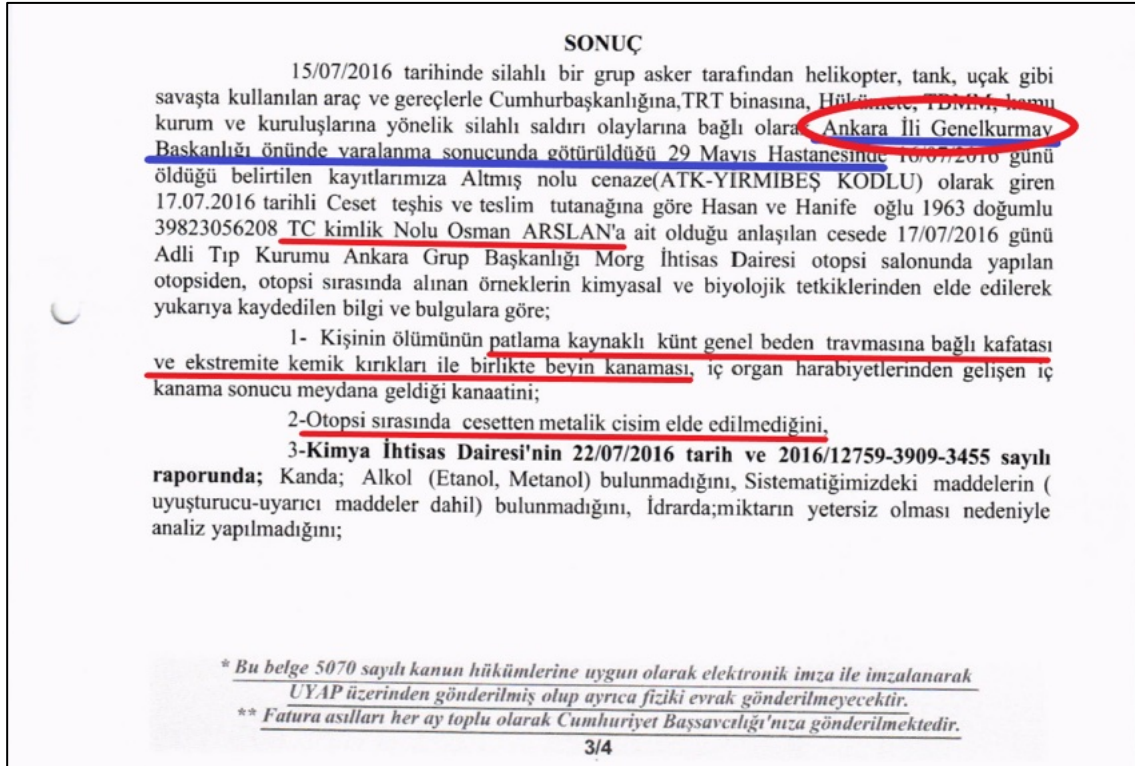 SONUÇ
15/07/2016 tarihinde silahlı bir grup asker tarafından helikopter, tank, uçak gibi
savaşta kullanılan araç ve gereçlerle Cumhurbaşkanlığına,TRT binasına, Hükümete, TBMM, kamu
kurum ve kuruluşlarına yönelik silahlı saldırı olaylarına bağlı olarak Ankara İli Genelkurmay
Başkanlığı önünde yaralanma sonucunda götürüldüğü 29 Mayıs Hastanesinde 16/07/2016 günü
öldüğü belirtilen kayıtlarımıza Altmış nolu cenaze(ATK-YİRMİBEŞ KODLU) olarak giren
17.07.2016 tarihli Ceset teşhis ve teslim tutanağına göre Hasan ve Hanife oğlu 1963 doğumlu
39823056208 TC kimlik Nolu Osman ARSLAN'a ait olduğu anlaşılan cesede 17/07/2016 günü
Adli Tıp Kurumu Ankara Grup Başkanlığı Morg İhtisas Dairesi otopsi salonunda yapılan
otopsiden, otopsi sırasında alınan örneklerin kimyasal ve biyolojik tetkiklerinden elde edilerek
yukarıya kaydedilen bilgi ve bulgulara göre;
1- Kişinin ölümünün patlama kaynaklı künt genel beden travmasına bağlı kafatası
ve ekstremite kemik kırıkları ile birlikte beyin kanaması, iç organ harabiyetlerinden gelişen iç
kanama sonucu meydana geldiği kanaatini;
2-Otopsi sırasında cesetten metalik cisim elde edilmediğini,
3-Kimya İhtisas Dairesi'nin 22/07/2016 tarih ve 2016/12759-3909-3455 sayılı
raporunda; Kanda; Alkol (Etanol, Metanol) bulunmadığını, Sistematiğimizdeki maddelerin (
uyuşturucu-uyarıcı maddeler dahil) bulunmadığını, İdrarda;miktarın yetersiz olması nedeniyle
analiz yapılmadığını;
* Bu belge 5070 sayılı kanun hükümlerine uygun olarak elektronik imza ile imzalanarak
UYAP üzerinden gönderilmiş olup ayrıca fiziki evrak gönderilmeyecektir.
** Fatura asılları her ay toplu olarak Cumhuriyet Başsavcılığı'nıza gönderilmektedir.
3/4